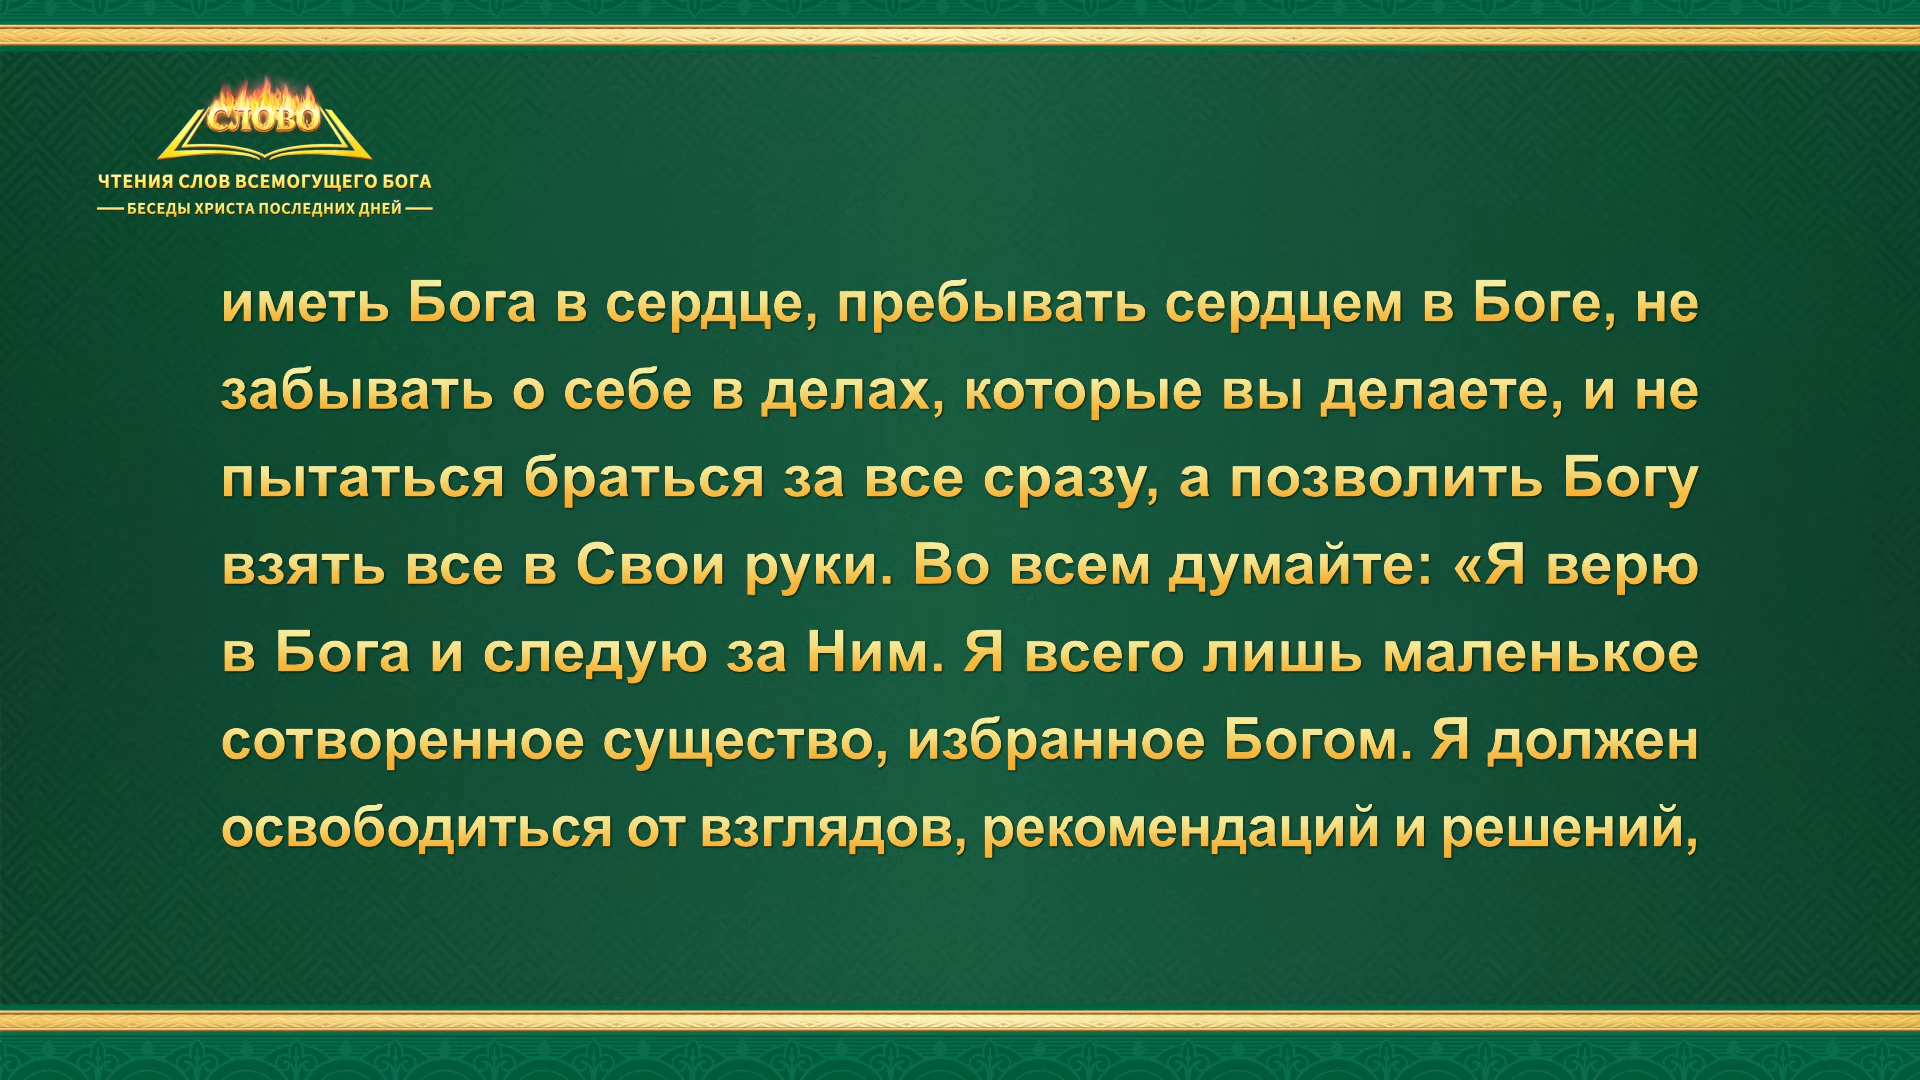 СЛОВО
ЧТЕНИЯ СЛОВ ВСЕМОГУЩЕГО БОГА
БЕСЕДЫ ХРИСТА ПОСЛЕДНИХ ДНЕЙ
иметь Бога в сердце, пребывать сердцем в Боге, не
забывать о себе в делах, которые вы делаете, и не
пытаться браться за все сразу, а позволить Богу
взять все в Свои руки. Во всем думайте: «Я верю
в Бога и следую за Ним. Я всего лишь маленькое
сотворенное существо, избранное Богом. Я должен
освободиться от взглядов, рекомендаций и решений,